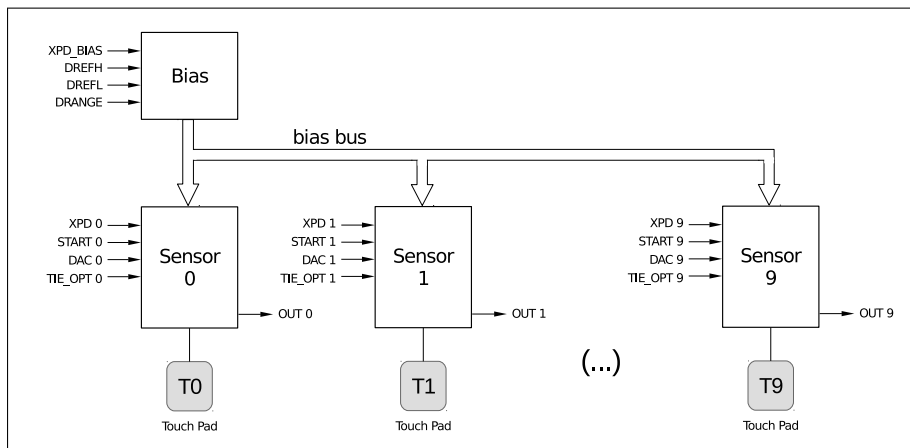 XPD_BIAS
DREFH
DREFL
DRANGE
Bias
bias bus
XPD 0
START 0
DAC 0
TIE_OPT 0
Sensor
0
OUT 0
XPD 1
START 1
DAC 1
TIE_OPT 1
Sensor
1
OUT 1
XPD 9
START 9
DAC 9
TIE_OPT 9
Sensor
9
OUT 9
T0
Touch Pad
T1
Touch Pad
(...)
T9
Touch Pad